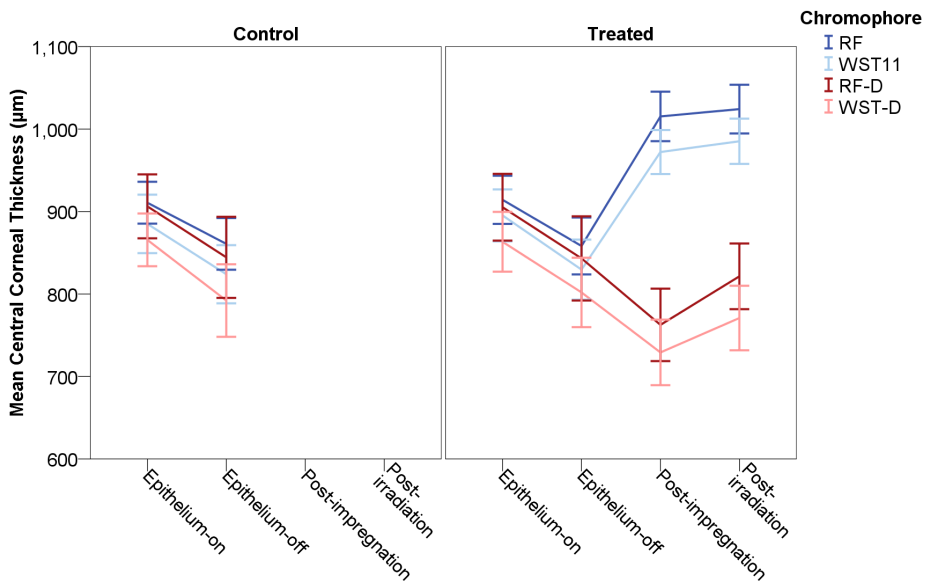 Control
Treated
Chromophore
RF
WST11
RF-D
WST-D
Mean Central Corneal Thickness (µm)
1,100
1,000
900
800
700
600
Epithelium-on
Epithelium-off
Post-impregnation
Post-
irradiation
Epithelium-on
Epithelium-off
Post-impregnation
Post-
irradiation